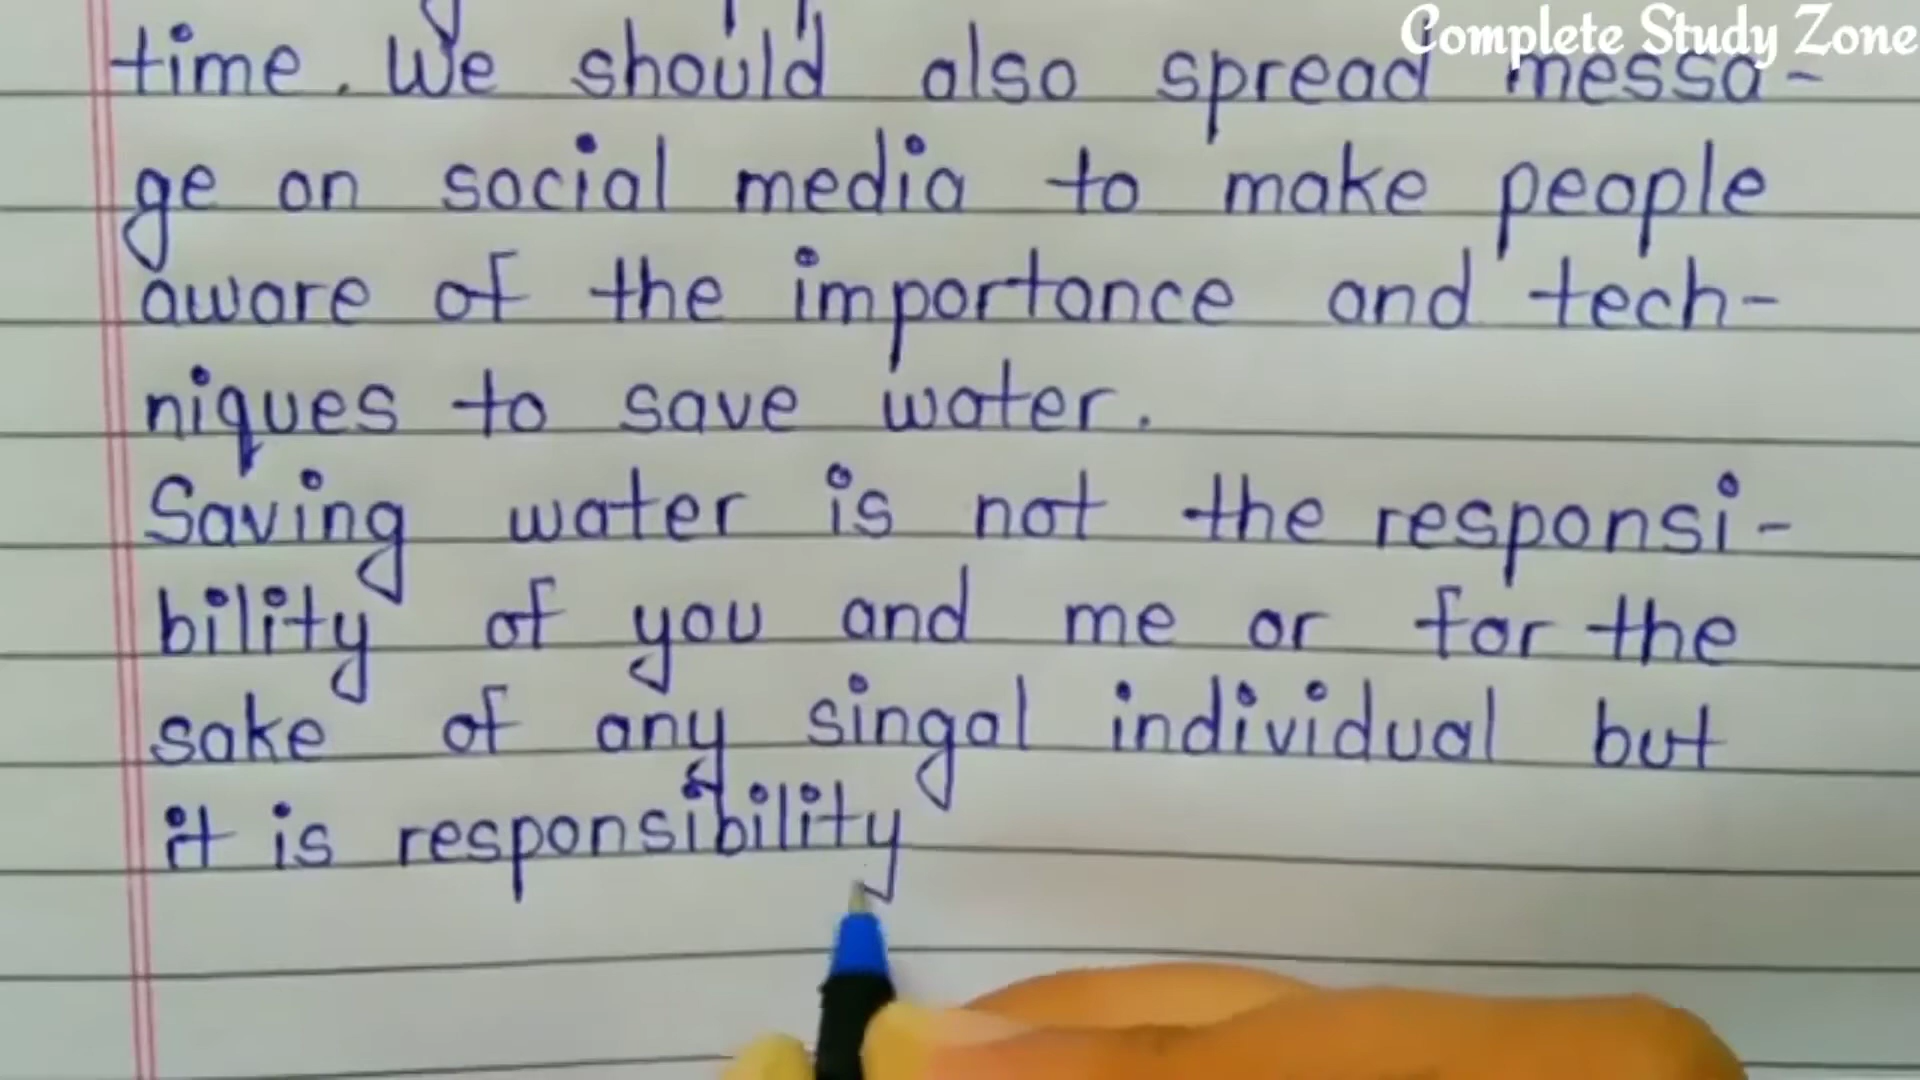 Complete Study Zone
time. We should also spread messa-
ge on social media to make people
aware of the importance and tech-
niques to save water.
Saving water is not the responsi-
bility of you and me or for the
sake of any singal individual but
it is responsibility